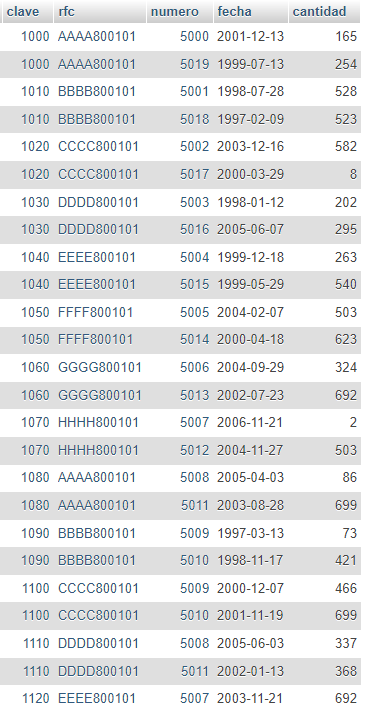 clave rfc numero fecha cantidad
1000 AAAA800101 5000 2001-12-13 165
1000 AAAA800101 5019 1999-07-13 254
1010 BBBB800101 5001 1998-07-28 528
1010 BBBB800101 5018 1997-02-09 523
1020 CCCC800101 5002 2003-12-16 582
1020 CCCC800101 5017 2000-03-29 8
1030 DDDD800101 5003 1998-01-12 202
1030 DDDD800101 5016 2005-06-07 295
1040 EEEE800101 5004 1999-12-18 263
1040 EEEE800101 5015 1999-05-29 540
1050 FFFF800101 5005 2004-02-07 503
1050 FFFF800101 5014 2000-04-18 623
1060 GGGG800101 5006 2004-09-29 324
1060 GGGG800101 5013 2002-07-23 692
1070 HHHH800101 5007 2006-11-21 2
1070 HHHH800101 5012 2004-11-27 503
1080 AAAA800101 5008 2005-04-03 86
1080 AAAA800101 5011 2003-08-28 699
1090 BBBB800101 5009 1997-03-13 73
1090 BBBB800101 5010 1998-11-17 421
1100 CCCC800101 5009 2000-12-07 466
1100 CCCC800101 5010 2001-11-19 699
1110 DDDD800101 5008 2005-06-03 337
1110 DDDD800101 5011 2002-01-13 368
1120 EEEE800101 5007 2003-11-21 692